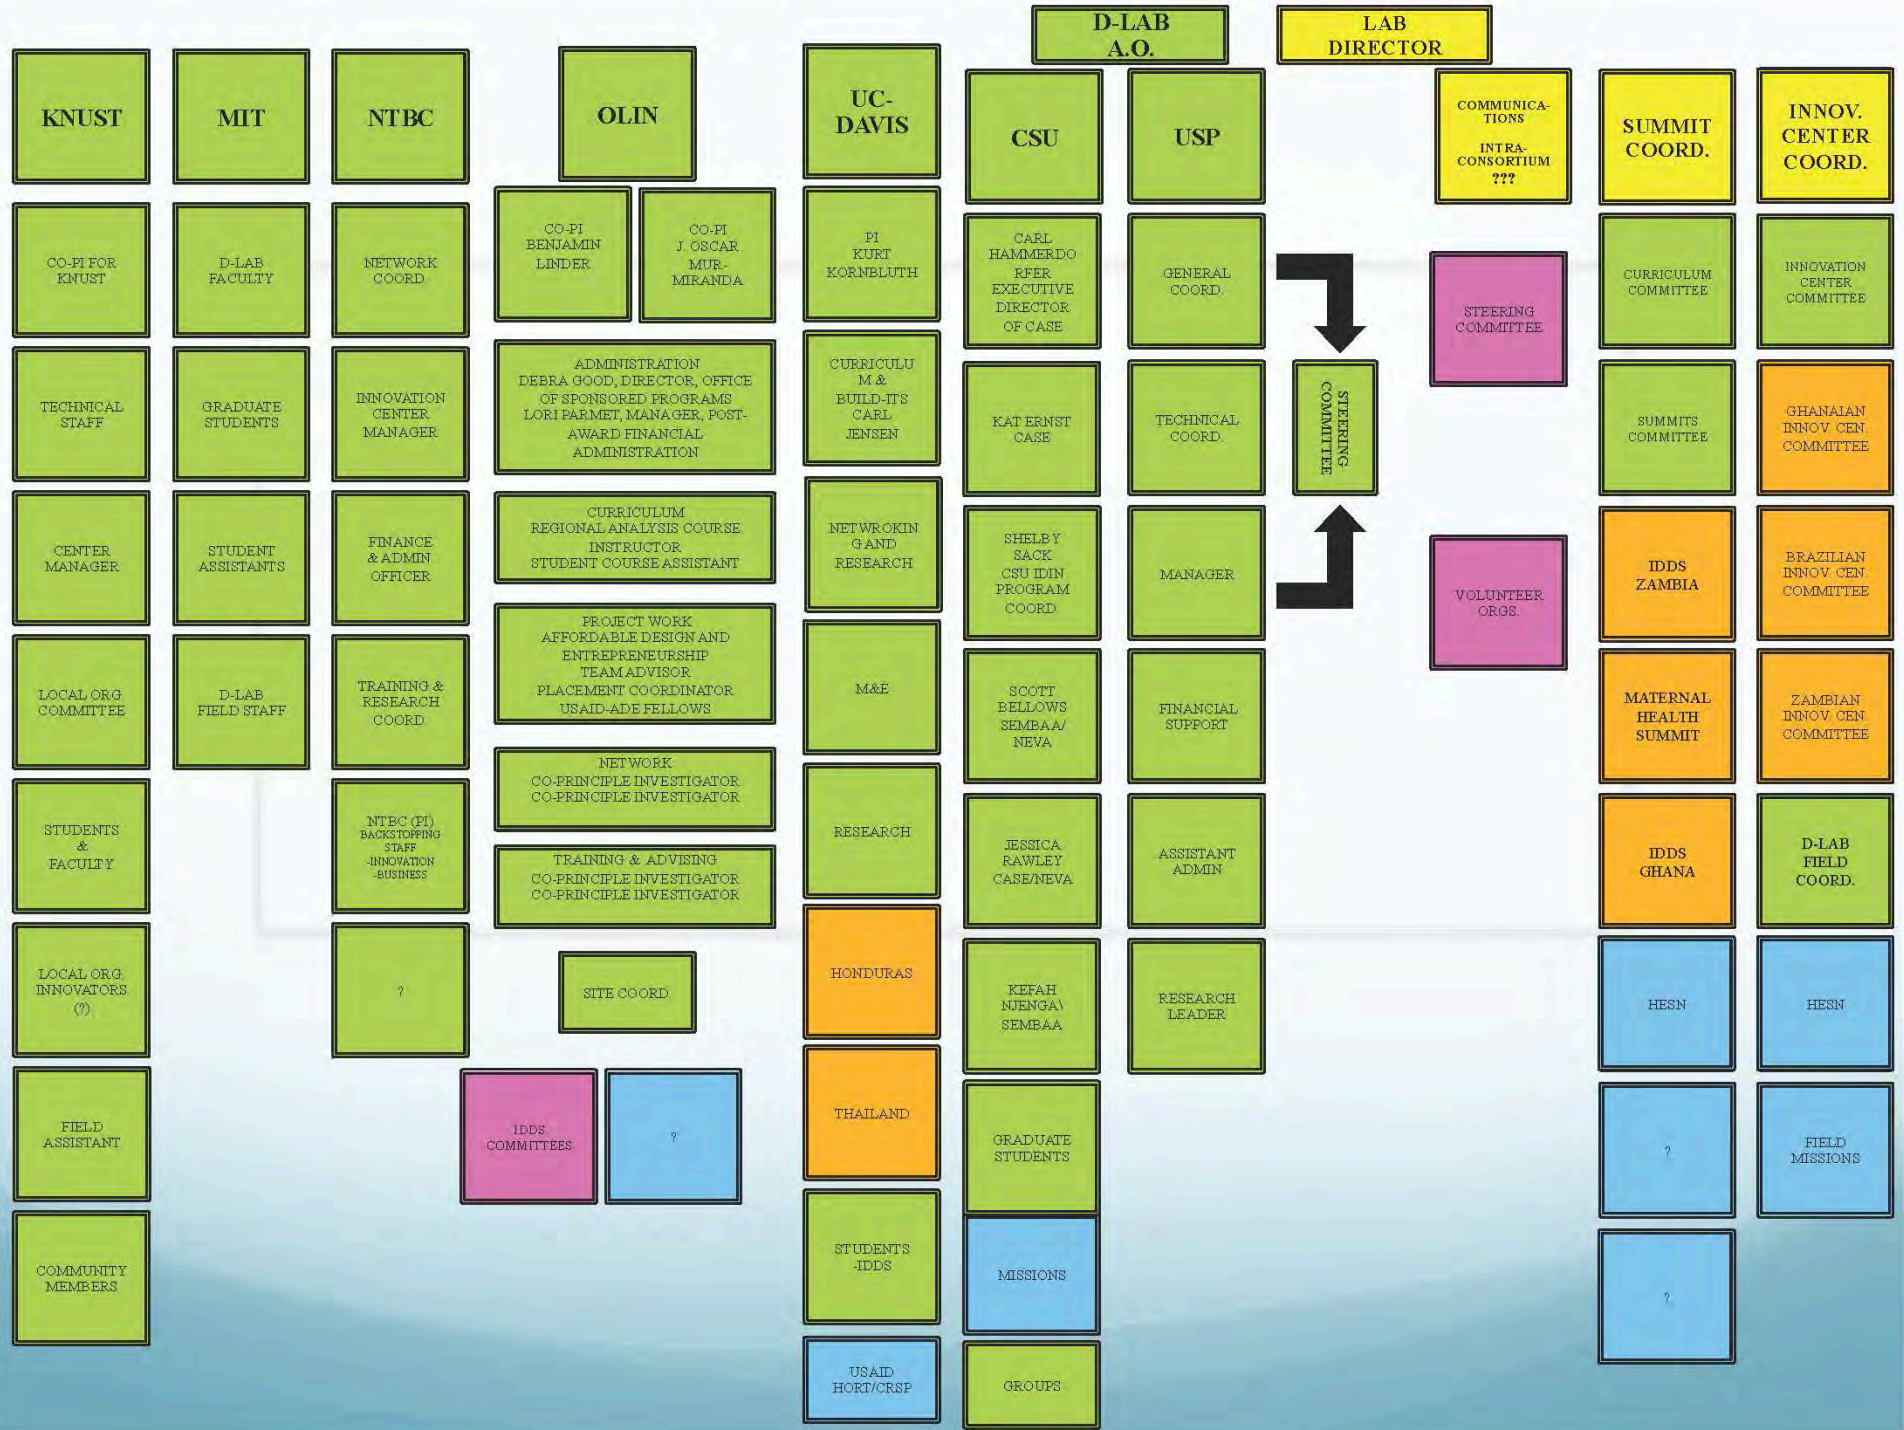 D-LAB
A.O.
LAB
DIRECTOR
KNUST
CO-PI FOR
KNUST
TECHNICAL
STAFF
CENTER
MANAGER
LOCAL ORG.
COMMITTEE
STUDENTS
&
FACULTY
LOCAL ORG.
INNOVATORS
(?)
FIELD
ASSISTANT
COMMUNITY
MEMBERS
MIT
D-LAB
FACULTY
GRADUATE
STUDENTS
STUDENT
ASSISTANTS
D-LAB
FIELD STAFF
NTBC
NETWORK
COORD.
INNOVATION
CENTER
MANAGER
FINANCE
& ADMIN.
OFFICER
TRAINING &
RESEARCH
COORD.
NTBC (PI)
BACKSTOPPING
STAFF
-INNOVATION
-BUSINESS
?
OLIN
CO-PI
BENJAMIN
LINDER
CO-PI
J. OSCAR
MUR-
MIRANDA
ADMINISTRATION
DEBRA GOOD, DIRECTOR, OFFICE
OF SPONSORED PROGRAMS
LORI PARMET, MANAGER, POST-
AWARD FINANCIAL
ADMINISTRATION
CURRICULUM
REGIONAL ANALYSIS COURSE
INSTRUCTOR
STUDENT COURSE ASSISTANT
PROJECT WORK
AFFORDABLE DESIGN AND
ENTREPRENEURSHIP
TEAM ADVISOR
PLACEMENT COORDINATOR
USAID-ADE FELLOWS
NETWORK
CO-PRINCIPLE INVESTIGATOR
CO-PRINCIPLE INVESTIGATOR
TRAINING & ADVISING
CO-PRINCIPLE INVESTIGATOR
CO-PRINCIPLE INVESTIGATOR
SITE COORD.
IDDS
COMMITTEES
?
UC-
DAVIS
PI
KURT
KORNBLUTH
CURRICULU
M &
BUILD-ITS
CARL
JENSEN
NETWROKIN
G AND
RESEARCH
M&E
RESEARCH
HONDURAS
THAILAND
STUDENTS
-IDDS
USAID
HORT/CRSP
CSU
CARL
HAMMERDO
RFER
EXECUTIVE
DIRECTOR
OF CASE
KAT ERNST
CASE
SHELBY
SACK
CSU IDIN
PROGRAM
COORD.
SCOTT
BELLOWS
SEMBAA/
NEVA
JESSICA
RAWLEY
CASE/NEVA
KEFAH
NJENGA\
SEMBAA
GRADUATE
STUDENTS
MISSIONS
GROUPS
USP
GENERAL
COORD.
TECHNICAL
COORD.
MANAGER
FINANCIAL
SUPPORT
ASSISTANT
ADMIN
RESEARCH
LEADER
STEERING
COMMITTEE
COMMUNICA-
TIONS
INTRA-
CONSORTIUM
???
STEERING
COMMITTEE
VOLUNTEER
ORGS.
SUMMIT
COORD.
CURRICULUM
COMMITTEE
SUMMITS
COMMITTEE
IDDS
ZAMBIA
MATERNAL
HEALTH
SUMMIT
IDDS
GHANA
HESN
?
?
INNOV.
CENTER
COORD.
INNOVATION
CENTER
COMMITTEE
GHANAIAN
INNOV. CEN.
COMMITTEE
BRAZILIAN
INNOV. CEN.
COMMITTEE
ZAMBIAN
INNOV. CEN.
COMMITTEE
D-LAB
FIELD
COORD.
HESN
FIELD
MISSIONS